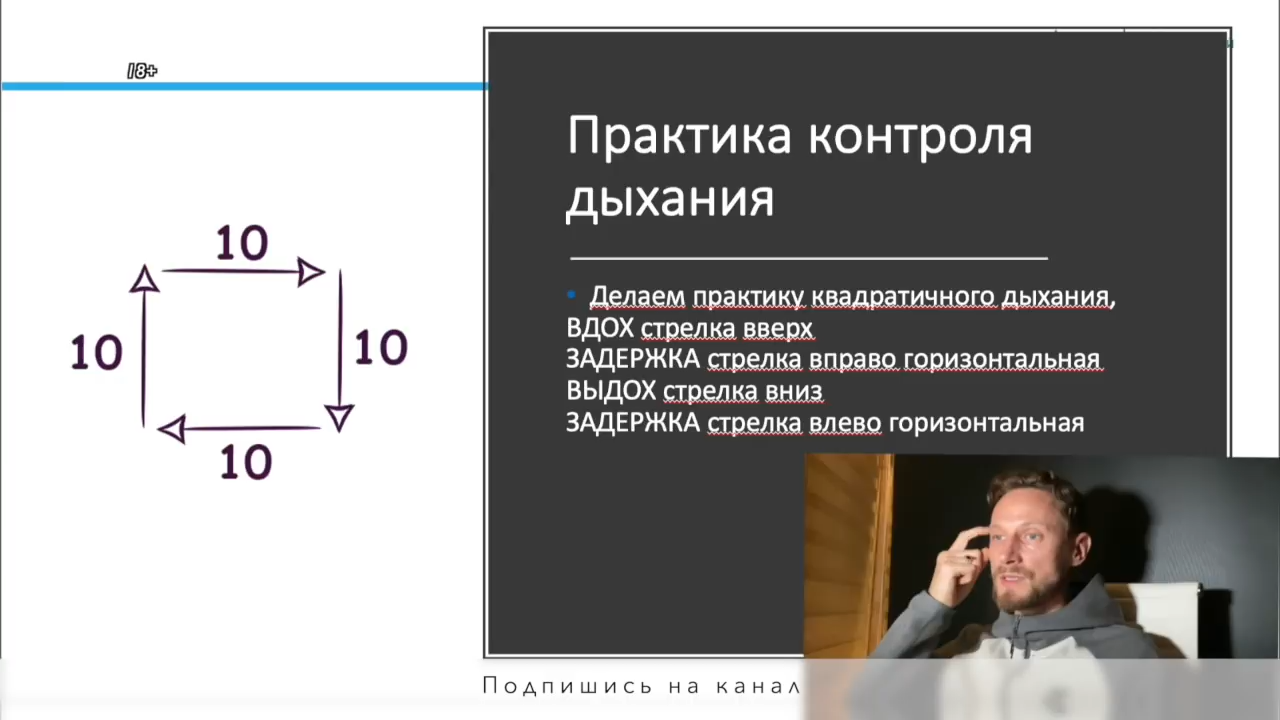 18+
Практика контроля
дыхания
10
10
10
10
• Делаем практику квадратичного дыхания,
ВДОХ стрелка вверх
ЗАДЕРЖКА стрелка вправо горизонтальная
ВЫДОХ стрелка вниз
ЗАДЕРЖКА стрелка влево горизонтальная
Подпишись на канал